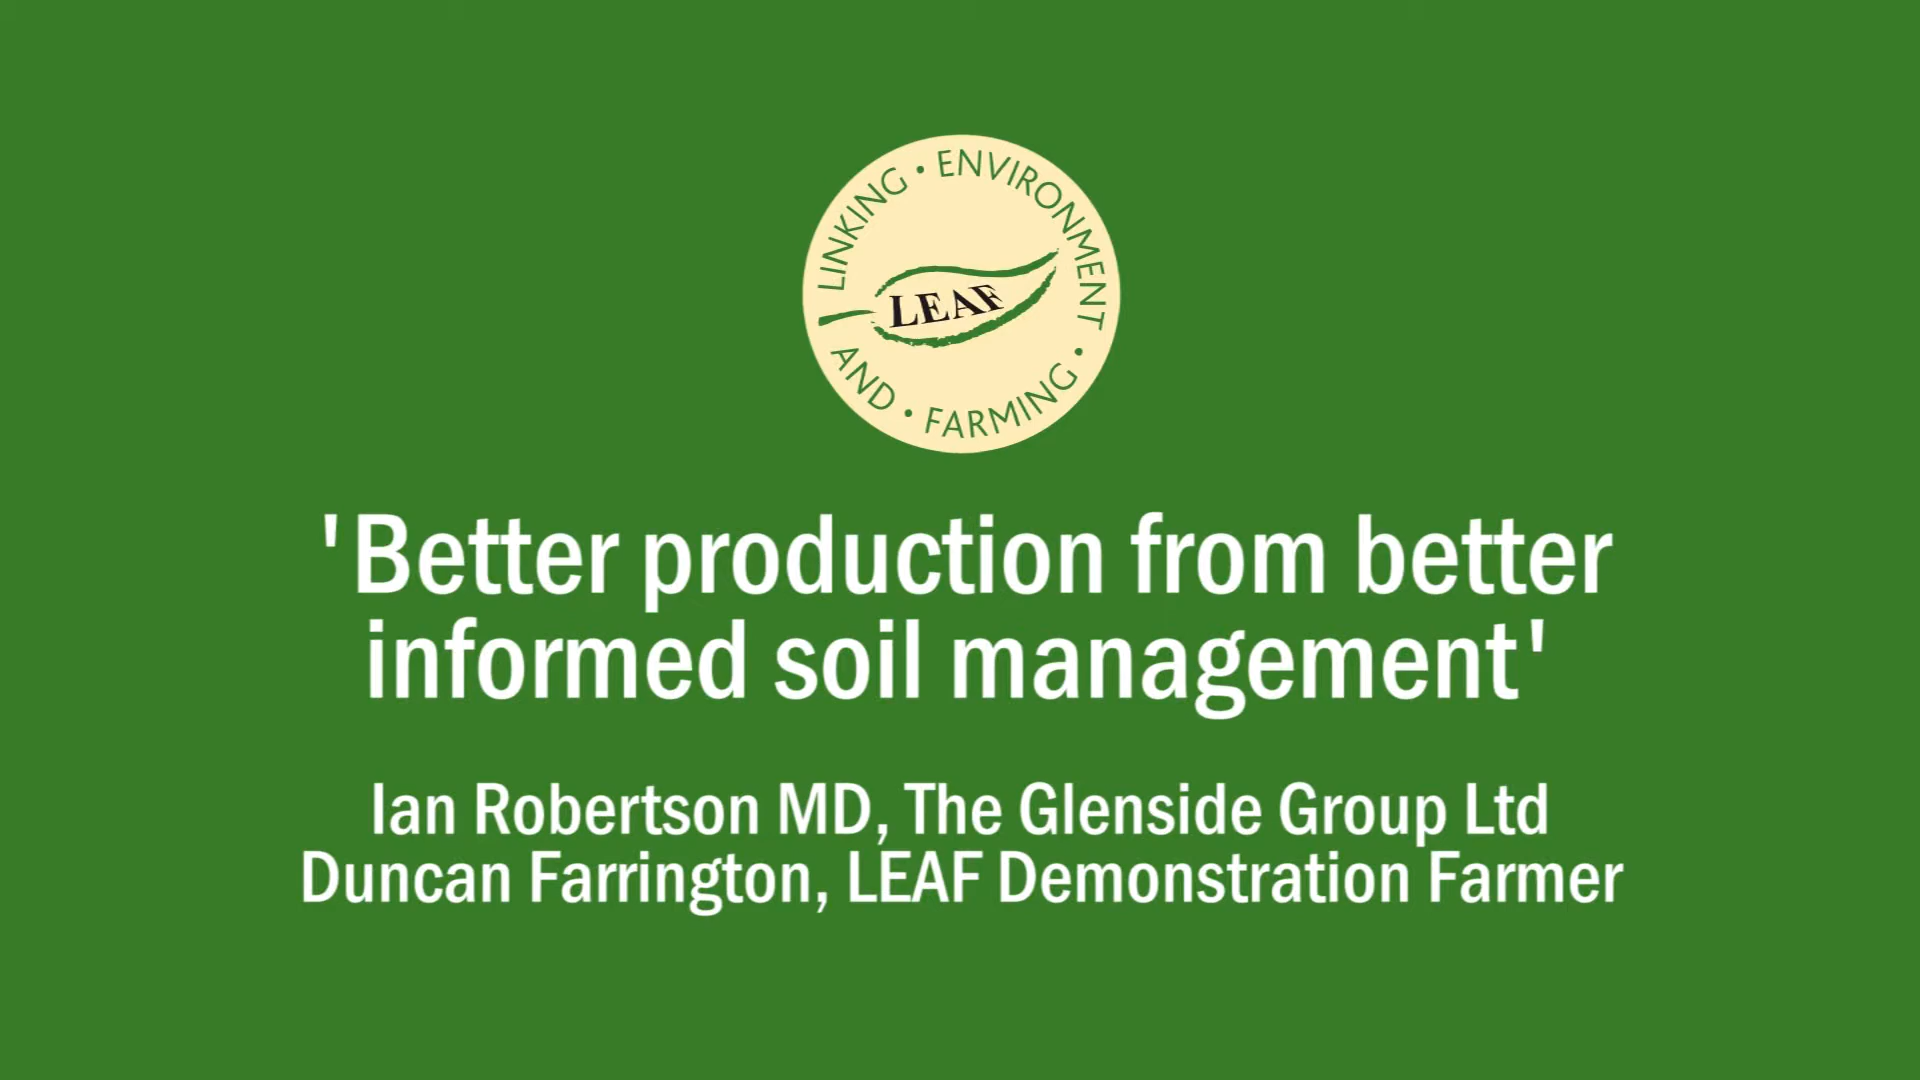 LINKING • ENVIRONMENT
AND • FARMING •
LEAF
'Better production from better
informed soil management'
Ian Robertson MD, The Glenside Group Ltd
Duncan Farrington, LEAF Demonstration Farmer